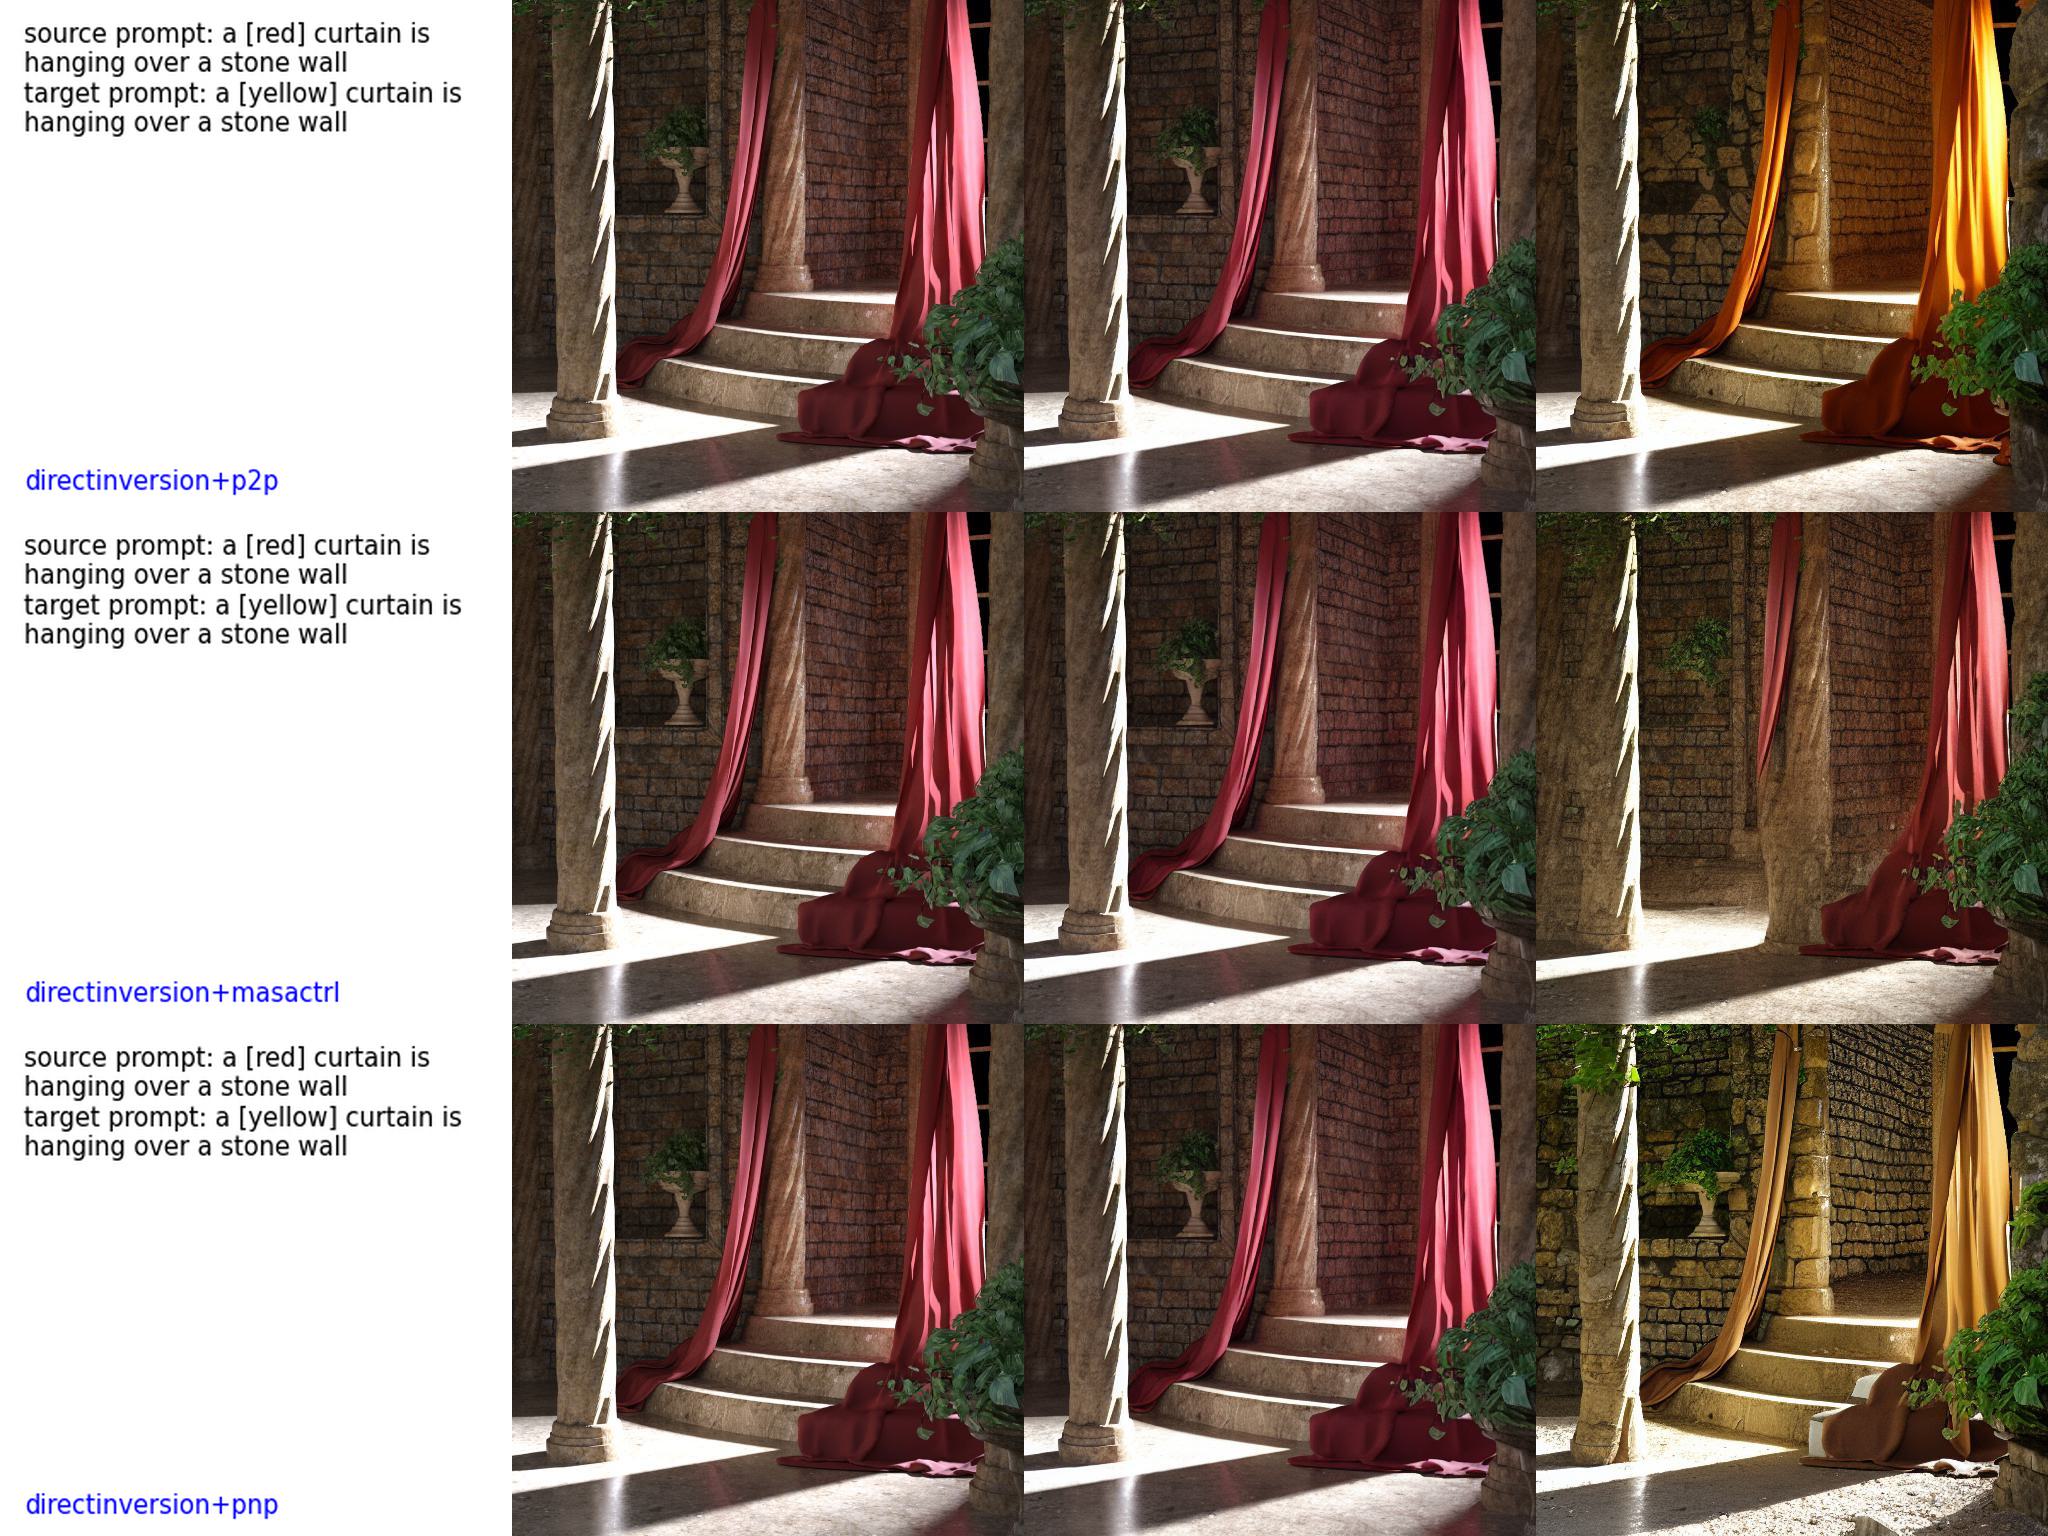 source prompt: a [red] curtain is
hanging over a stone wall
target prompt: a [yellow] curtain is
hanging over a stone wall
directinversion+p2p
source prompt: a [red] curtain is
hanging over a stone wall
target prompt: a [yellow] curtain is
hanging over a stone wall
directinversion+masactrl
source prompt: a [red] curtain is
hanging over a stone wall
target prompt: a [yellow] curtain is
hanging over a stone wall
directinversion+pnp